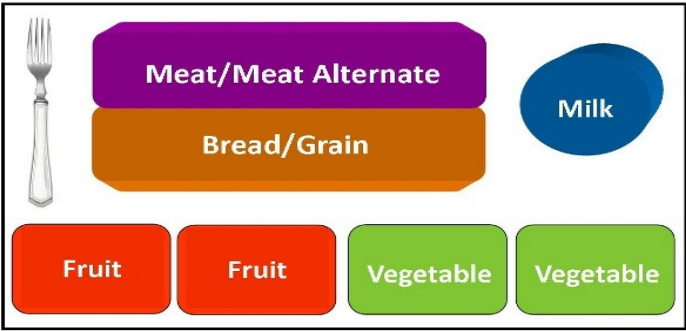 Meat/Meat Alternate
Milk
Bread/Grain
Fruit
Fruit
Vegetable
Vegetable